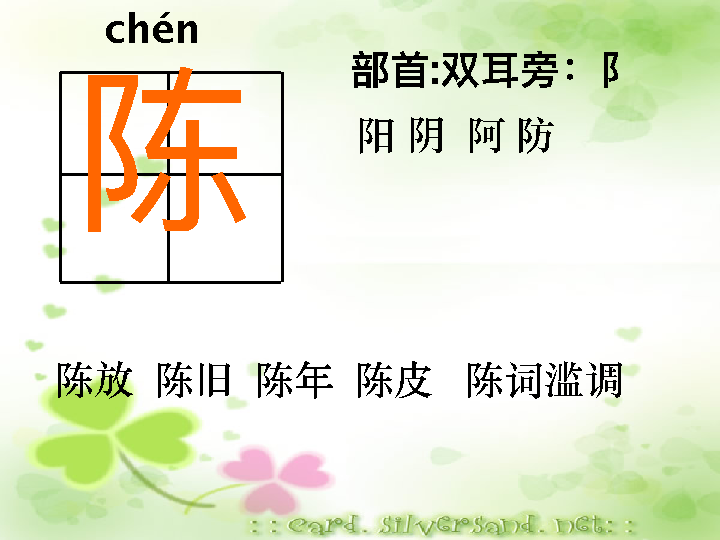 chén
陈
部首:双耳旁：阝
阳 阴 阿 防
陈放 陈旧 陈年 陈皮 陈词滥调
::card.silversand.net::